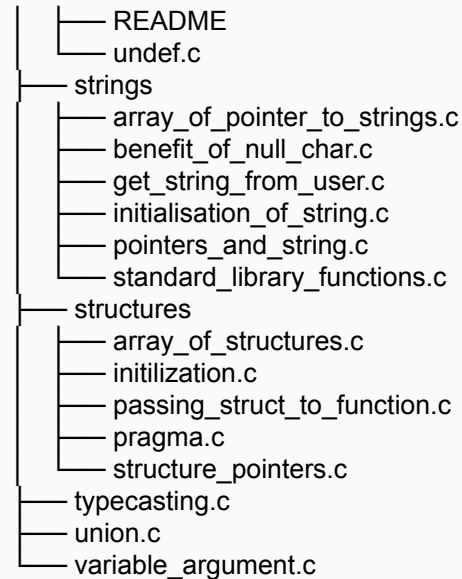 │   ├── README
│   └── undef.c
├── strings
│   ├── array_of_pointer_to_strings.c
│   ├── benefit_of_null_char.c
│   ├── get_string_from_user.c
│   ├── initialisation_of_string.c
│   ├── pointers_and_string.c
│   └── standard_library_functions.c
├── structures
│   ├── array_of_structures.c
│   ├── initilization.c
│   ├── passing_struct_to_function.c
│   ├── pragma.c
│   └── structure_pointers.c
├── typecasting.c
├── union.c
└── variable_argument.c